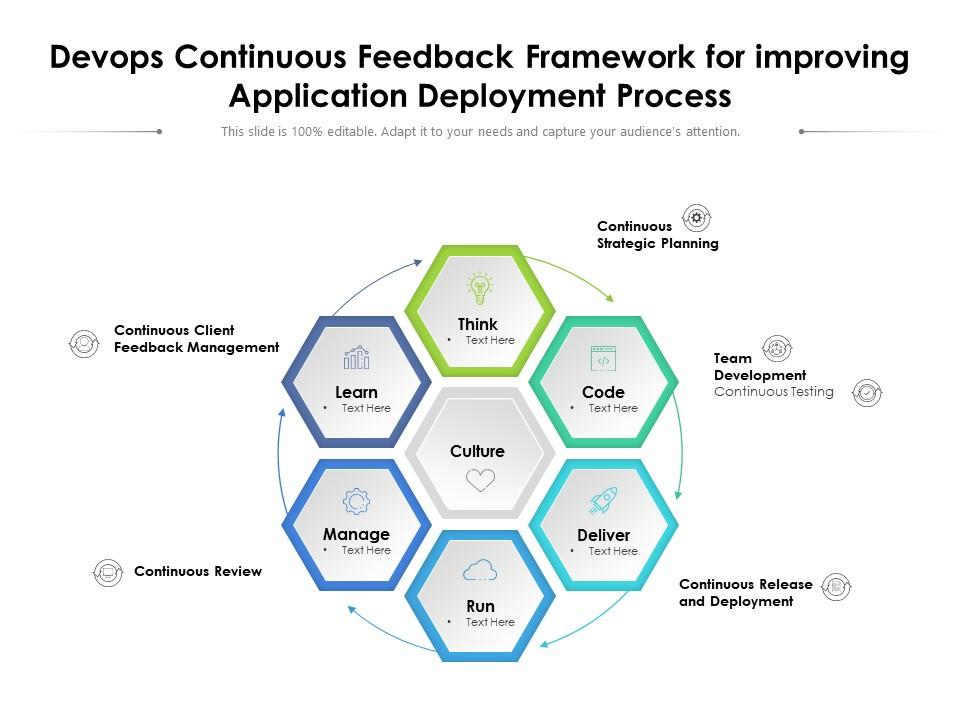 Devops Continuous Feedback Framework for improving
Application Deployment Process
This slide is 100% editable. Adapt it to your needs and capture your audience's attention.
Continuous
Strategic Planning
Think
• Text Here
Continuous Client
Feedback Management
Learn
• Text Here
Code
• Text Here
Team
Development
Continuous Testing
Culture
Manage
• Text Here
Deliver
• Text Here
Continuous Review
Run
• Text Here
Continuous Release
and Deployment